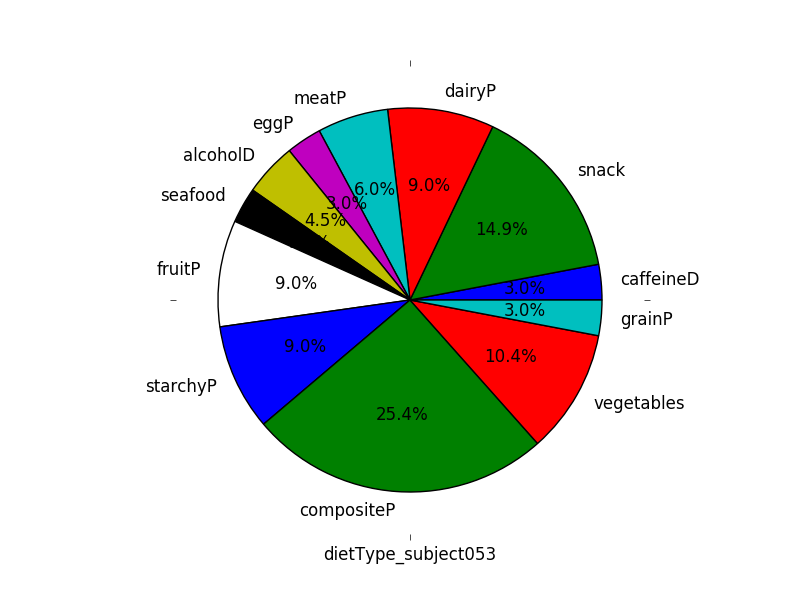 dairyP
meatP
eggP
alcoholD
snack
seafood
6.0%
9.0%
3.0%
4.5%
14.9%
%
fruitP
caffeineD
9.0%
3.0%
3.0%
grainP
9.0%
10.4%
starchyP
vegetables
25.4%
compositeP
dietType_subject053